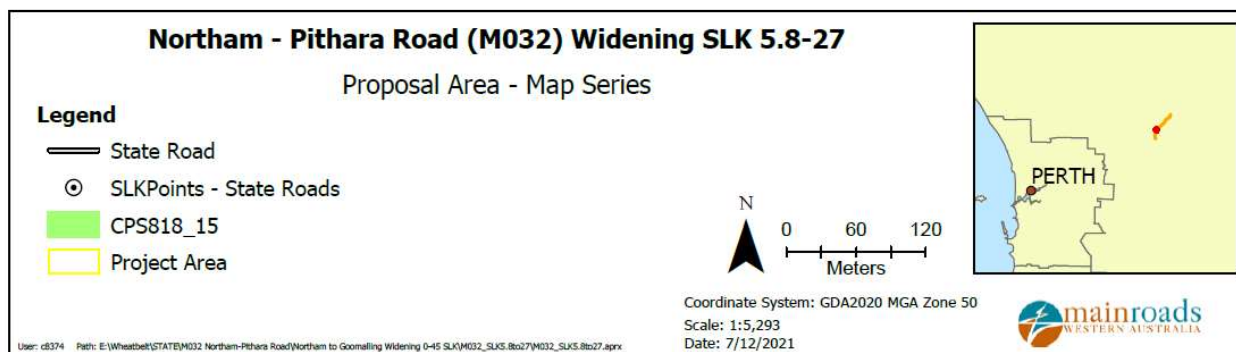 Northam - Pithara Road (M032) Widening SLK 5.8-27
Proposal Area - Map Series
Legend
State Road
SLKPoints - State Roads
CPS818_15
Project Area
N
0 60 120
Meters
Coordinate System: GDA2020 MGA Zone 50
Scale: 1:5,293
Date: 7/12/2021
User: c8374 Path: E:\Wheatbelt\STATE\M032 Northam-Pithara Road\Northam to Goomalling Widening 0-45 SLK\M032_SLK5.8to27\M032_SLK5.8to27.aprx
PERTH
mainroads
WESTERN AUSTRALIA